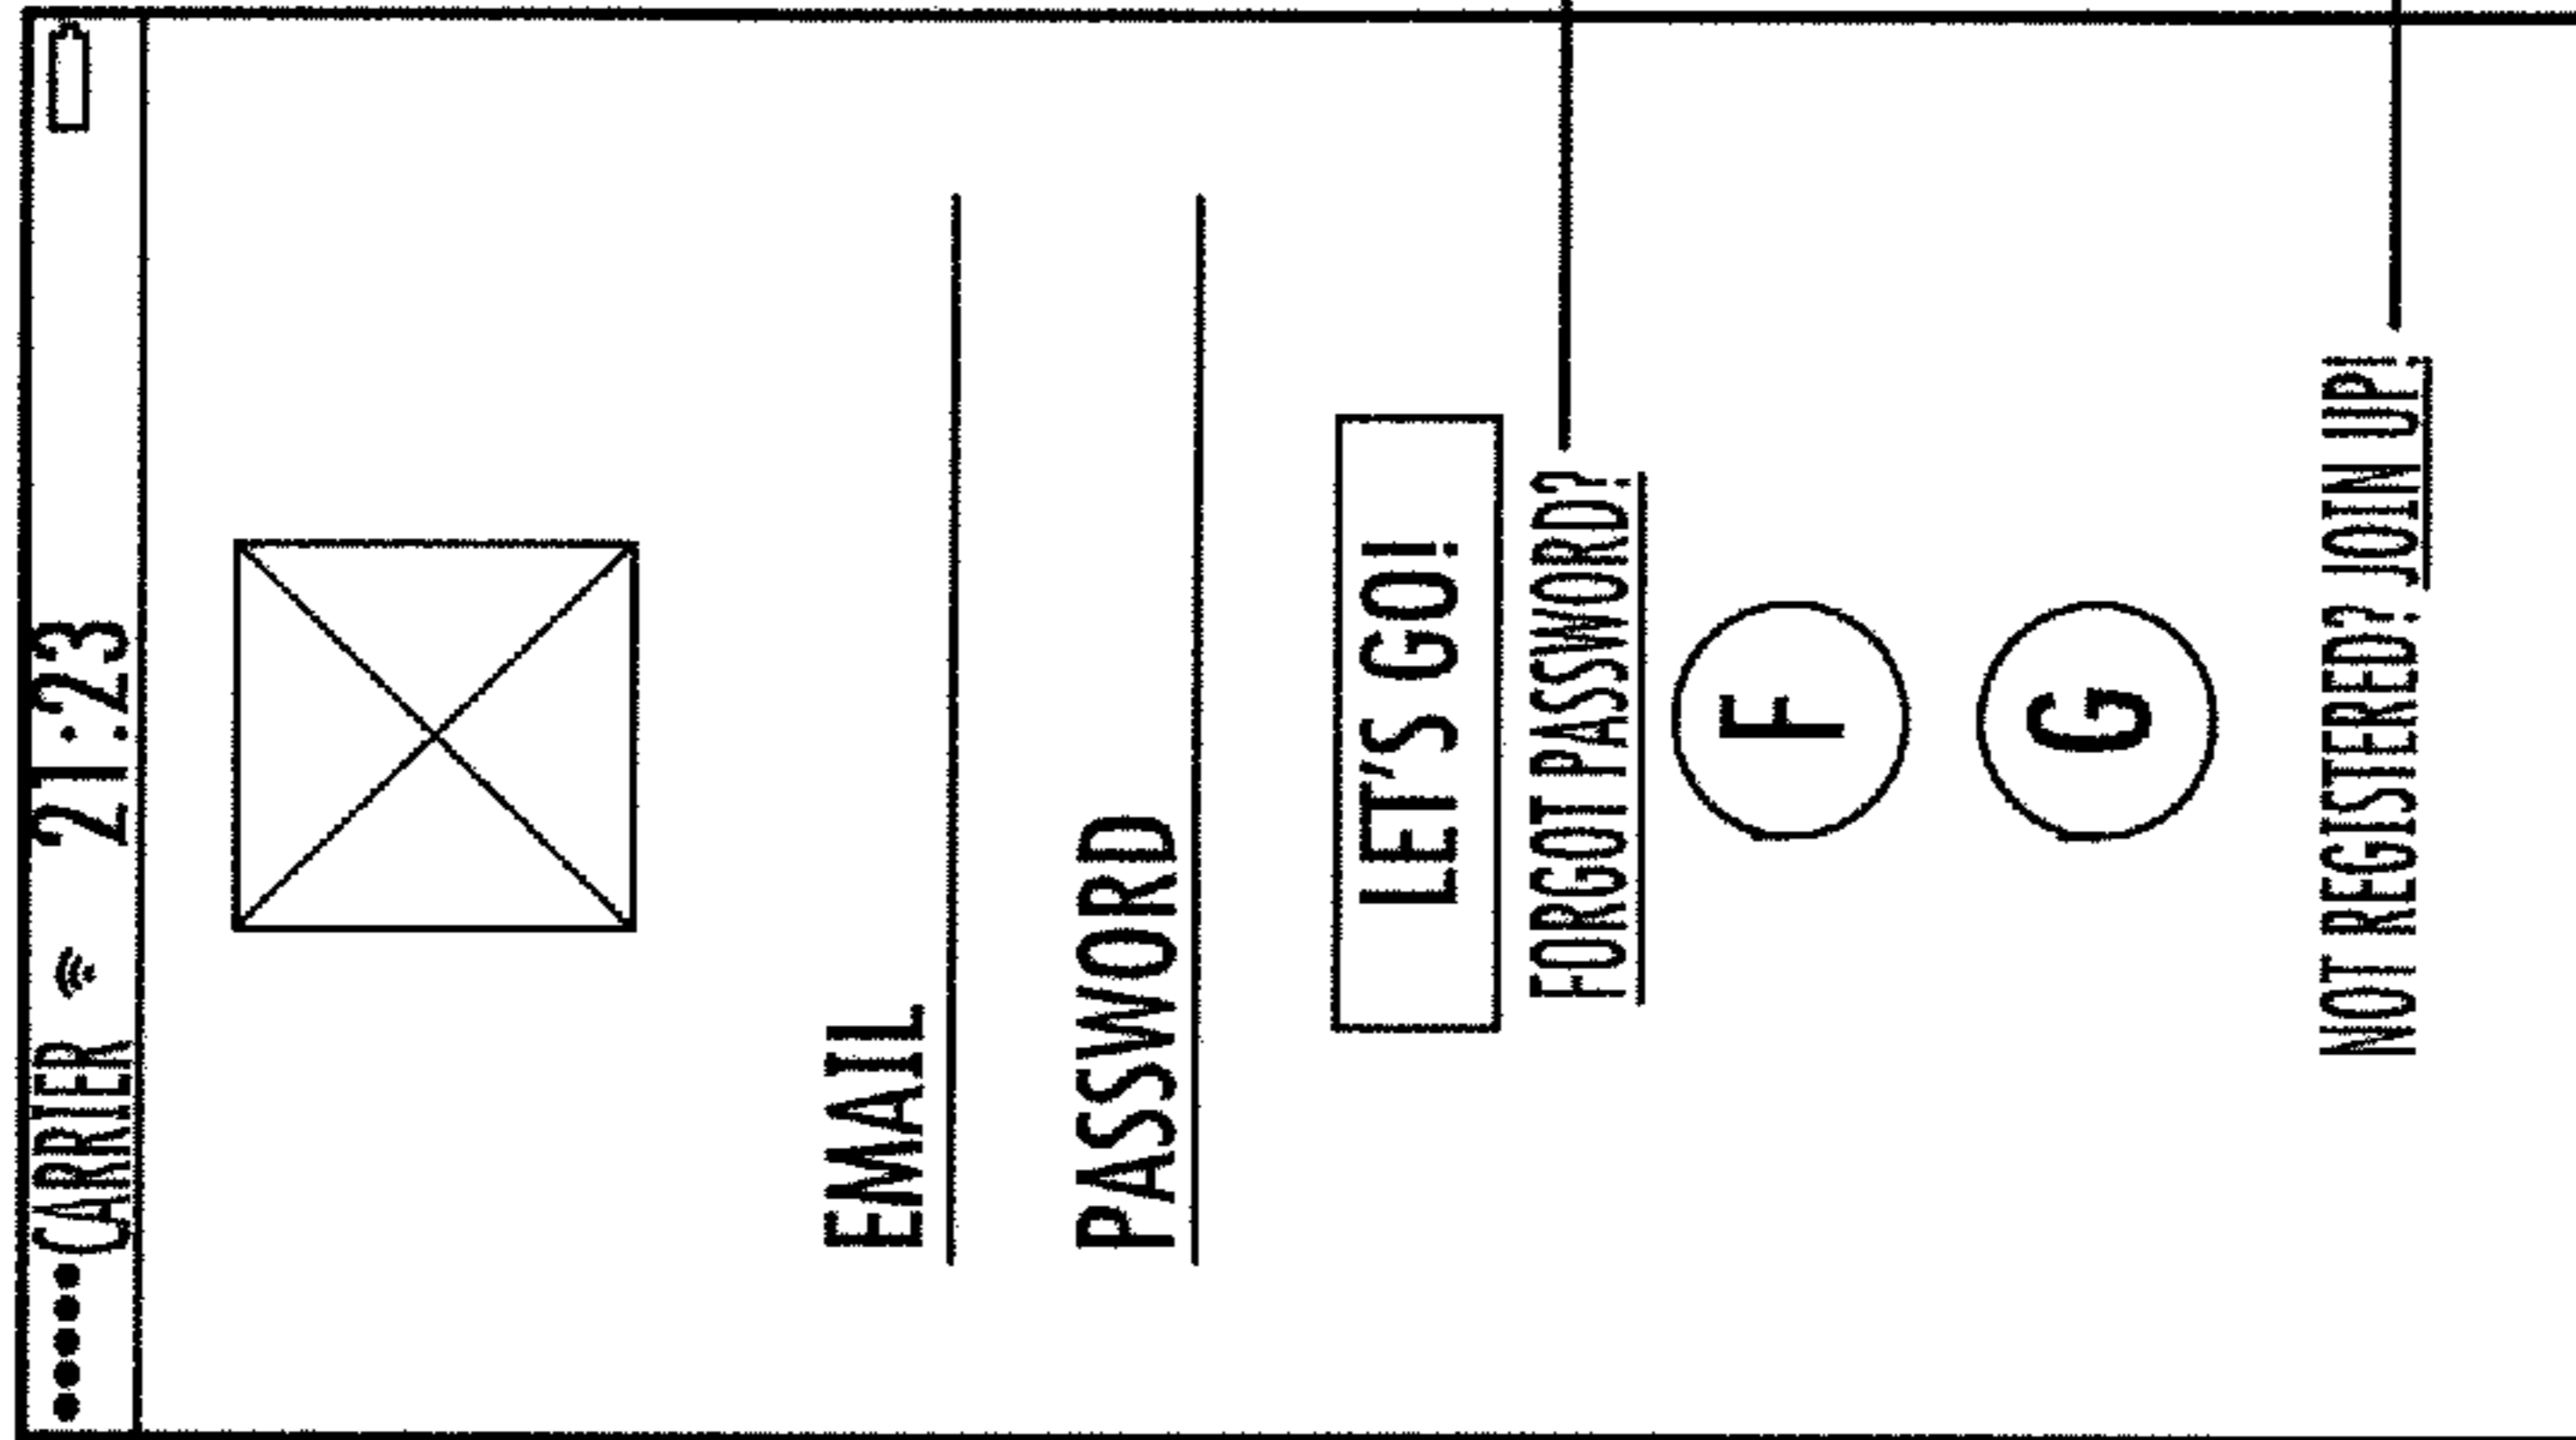 CARRIER 21:23
EMAIL
PASSWORD
LET'S GO!
FORGOT PASSWORD?
F
G
NOT REGISTERED? JOIN UP!